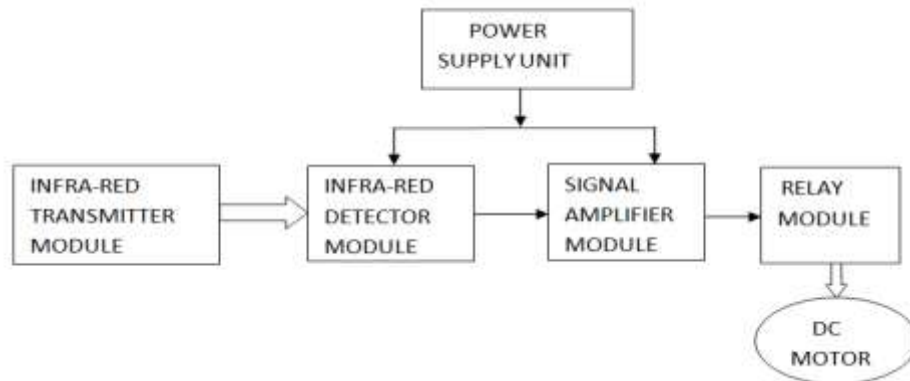 POWER
SUPPLY UNIT
INFRA-RED
TRANSMITTER
MODULE
INFRA-RED
DETECTOR
MODULE
SIGNAL
AMPLIFIER
MODULE
RELAY
MODULE
DC
MOTOR